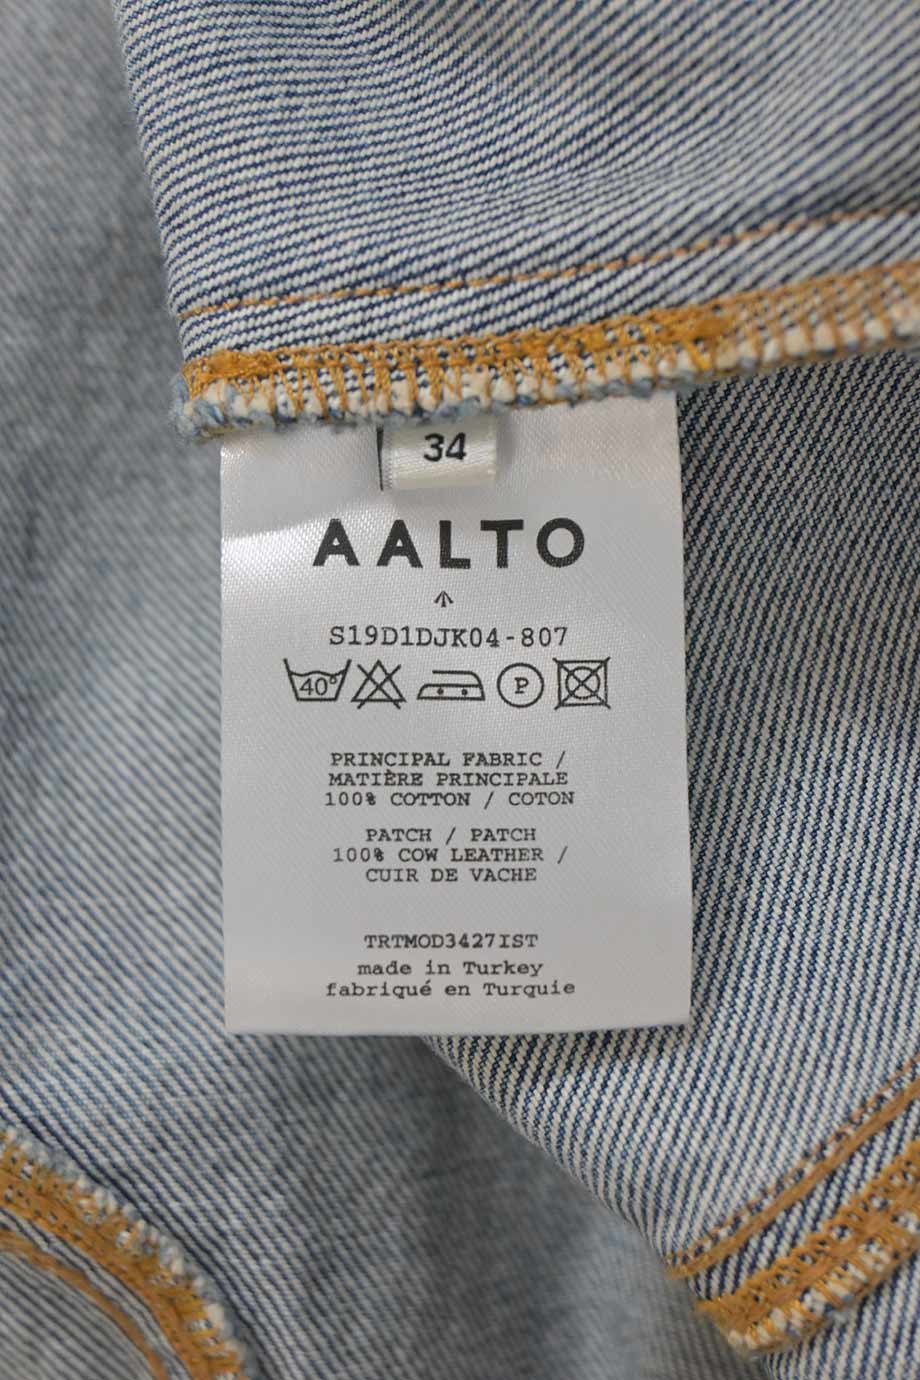 34
AALTO
S19D1DJK04-807
40° P
PRINCIPAL FABRIC /
MATIÈRE PRINCIPALE
100% COTTON / COTON
PATCH / PATCH
100% COW LEATHER /
CUIR DE VACHE
TRTMOD3427IST
made in Turkey
fabriqué en Turquie